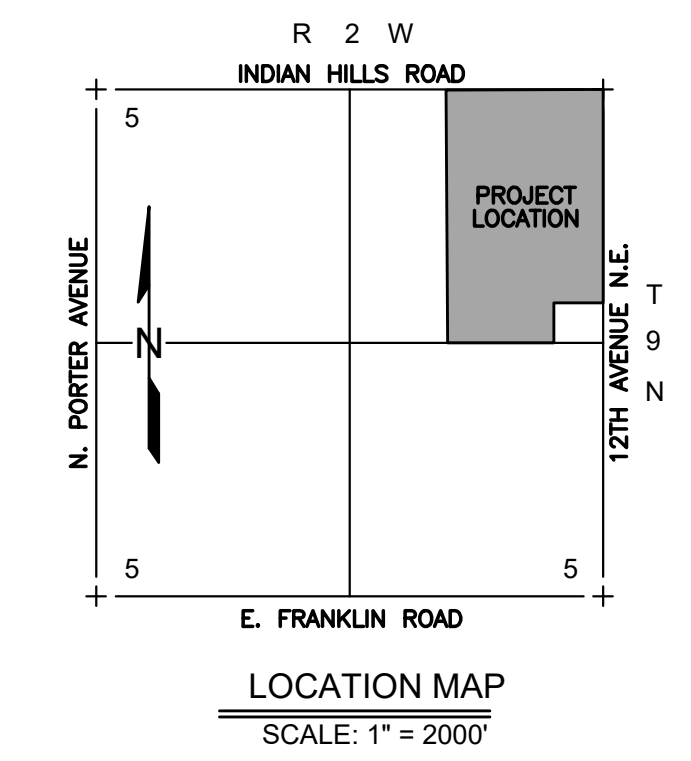 R 2 W
INDIAN HILLS ROAD
5
PROJECT
LOCATION
N. PORTER AVENUE
N
12TH AVENUE N.E.
T
9
N
5
5
E. FRANKLIN ROAD
LOCATION MAP
SCALE: 1" = 2000'